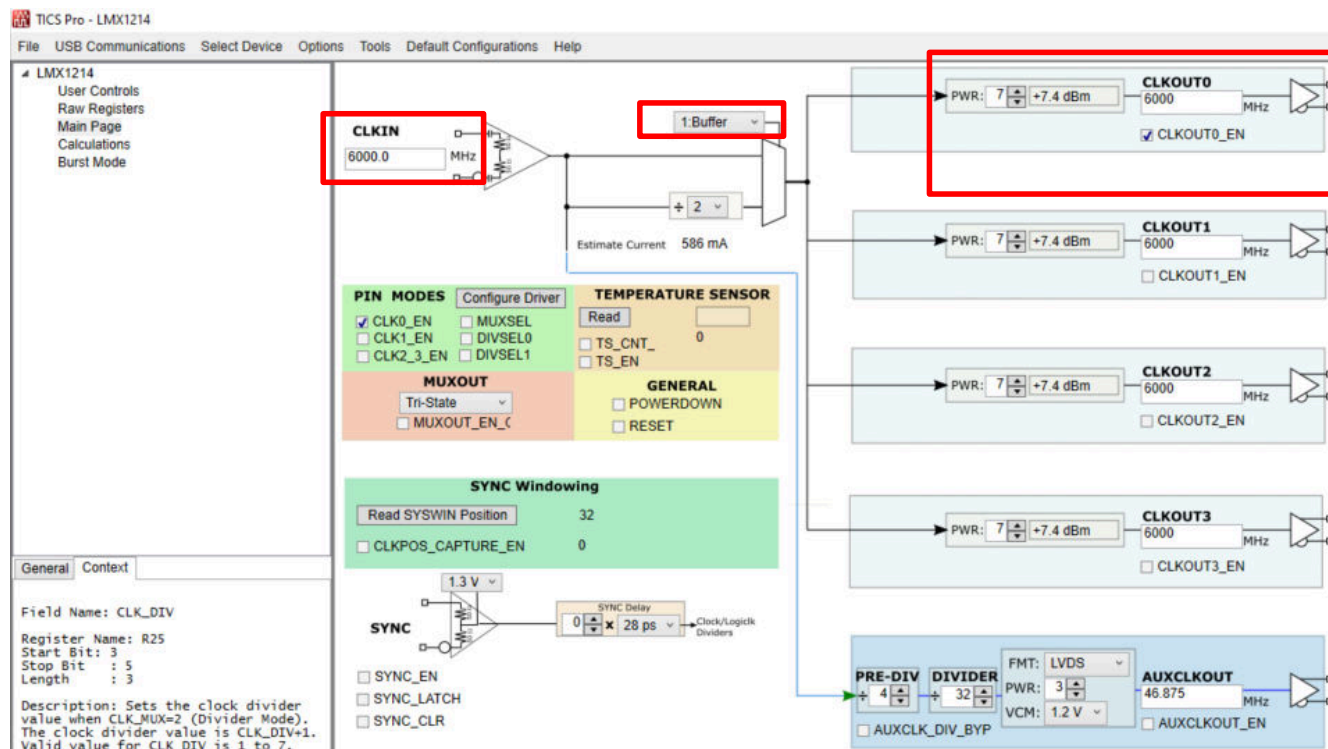 TICS Pro - LMX1214
File USB Communications Select Device Options Tools Default Configurations Help
LMX1214
User Controls
Raw Registers
Main Page
Calculations
Burst Mode
CLKIN
6000.0 MHz
1:Buffer
÷ 2
Estimate Current 586 mA
PWR: 7 +7.4 dBm
CLKOUT0
6000 MHz
CLKOUT0_EN
PWR: 7 +7.4 dBm
CLKOUT1
6000 MHz
CLKOUT1_EN
PWR: 7 +7.4 dBm
CLKOUT2
6000 MHz
CLKOUT2_EN
PWR: 7 +7.4 dBm
CLKOUT3
6000 MHz
CLKOUT3_EN
PIN MODES Configure Driver
CLK0_EN MUXSEL
CLK1_EN DIVSEL0
CLK2_3_EN DIVSEL1
TEMPERATURE SENSOR
Read
TS_CNT_ 0
TS_EN
MUXOUT
Tri-State
MUXOUT_EN_(
GENERAL
POWERDOWN
RESET
SYNC Windowing
Read SYSWIN Position 32
CLKPOS_CAPTURE_EN 0
1.3 V
SYNC
SYNC Delay
0 x 28 ps
Clock/Logiclk
Dividers
SYNC_EN
SYNC_LATCH
SYNC_CLR
PRE-DIV
÷ 4
DIVIDER
÷ 32
AUXCLK_DIV_BYP
FMT: LVDS
PWR: 3
VCM: 1.2 V
AUXCLKOUT
46.875 MHz
AUXCLKOUT_EN
General Context
Field Name: CLK_DIV
Register Name: R25
Start Bit: 3
Stop Bit : 5
Length : 3
Description: Sets the clock divider
value when CLK_MUX=2 (Divider Mode).
The clock divider value is CLK_DIV+1.
Valid value for CLK_DIV is 1 to 7.